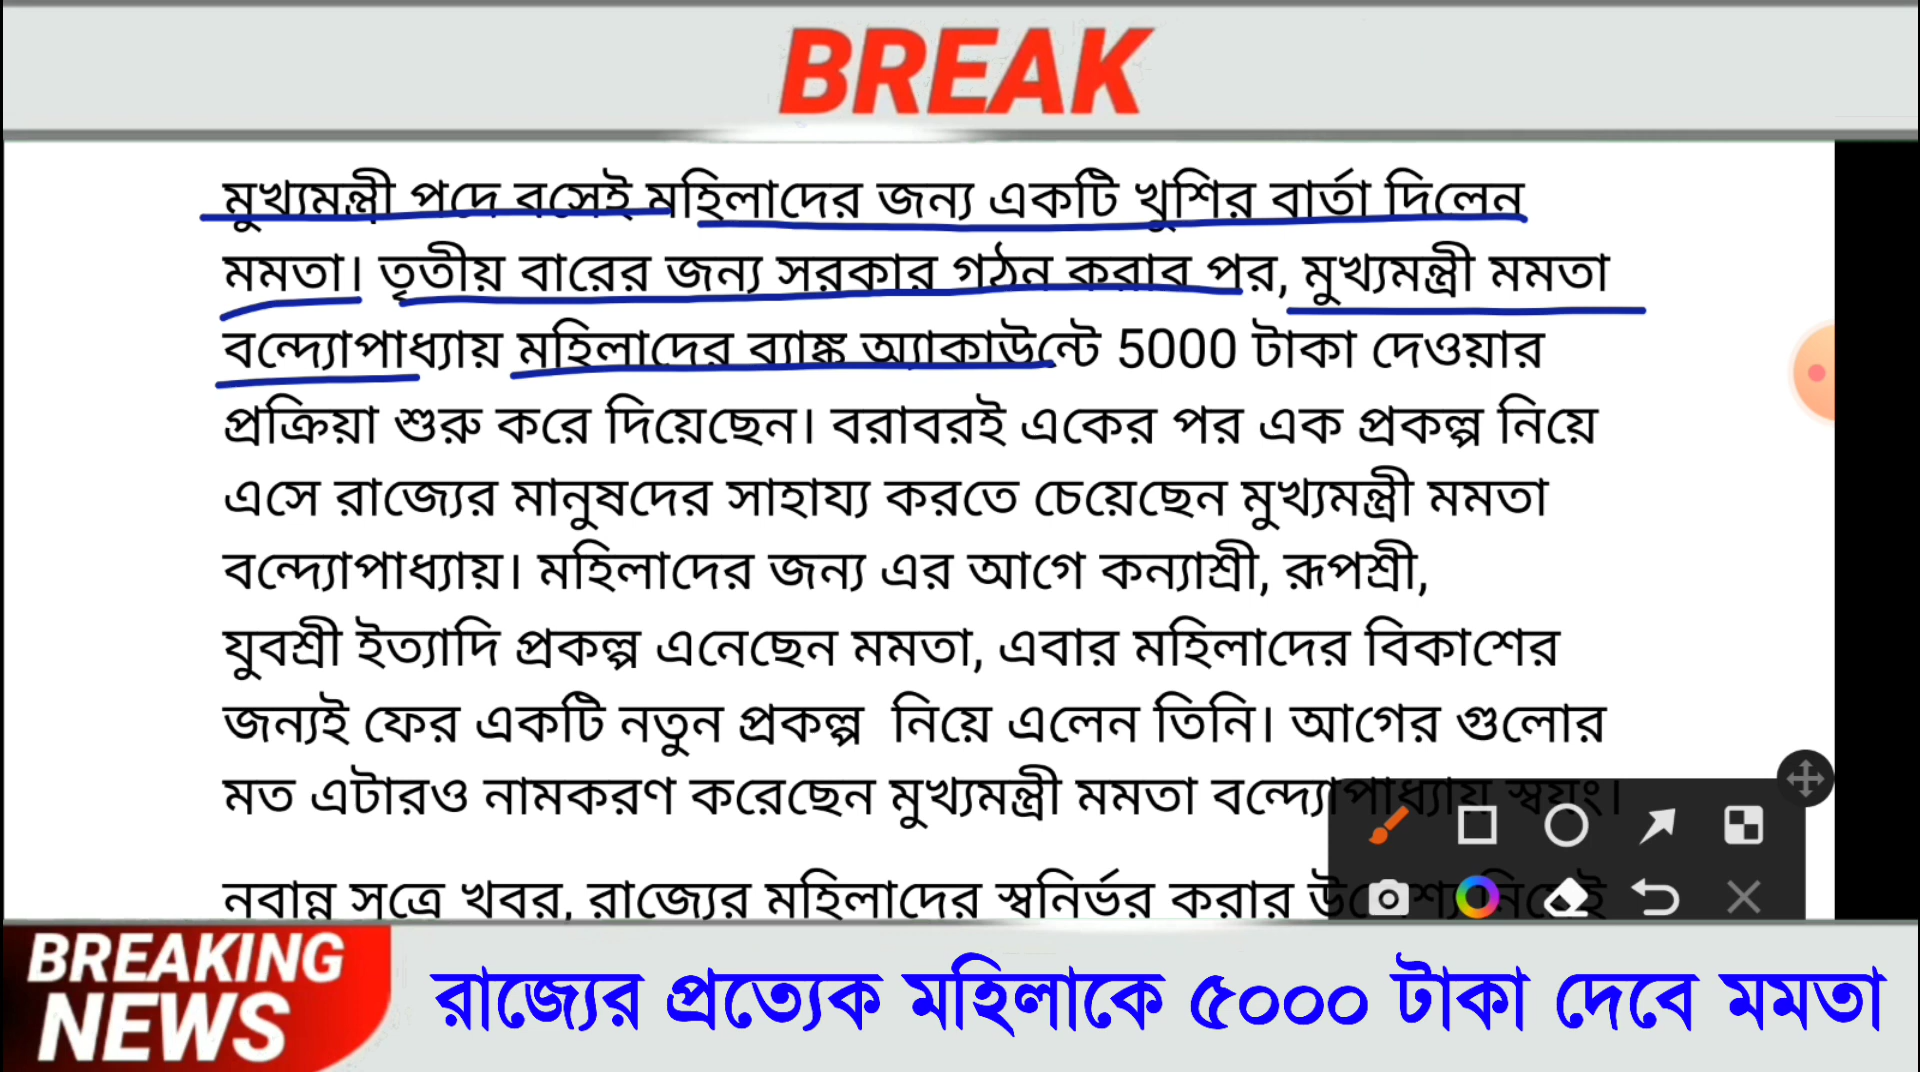 BREAK
মুখ্যমন্ত্রী পদে বসেই মহিলাদের জন্য একটি খুশির বার্তা দিলেন
মমতা। তৃতীয় বারের জন্য সরকার গঠন করার পর, মুখ্যমন্ত্রী মমতা
বন্দ্যোপাধ্যায় মহিলাদের ব্যাঙ্ক অ্যাকাউন্টে 5000 টাকা দেওয়ার
প্রক্রিয়া শুরু করে দিয়েছেন। বরাবরই একের পর এক প্রকল্প নিয়ে
এসে রাজ্যের মানুষদের সাহায্য করতে চেয়েছেন মুখ্যমন্ত্রী মমতা
বন্দ্যোপাধ্যায়। মহিলাদের জন্য এর আগে কন্যাশ্রী, রূপশ্রী,
যুবশ্রী ইত্যাদি প্রকল্প এনেছেন মমতা, এবার মহিলাদের বিকাশের
জন্যই ফের একটি নতুন প্রকল্প নিয়ে এলেন তিনি। আগের গুলোর
মত এটারও নামকরণ করেছেন মুখ্যমন্ত্রী মমতা বন্দ্যোপাধ্যায় স্বয়ং।
নবান্ন সূত্রে খবর, রাজ্যের মহিলাদের স্বনির্ভর করার
BREAKING
NEWS
রাজ্যের প্রত্যেক মহিলাকে ৫০০০ টাকা দেবে মমতা